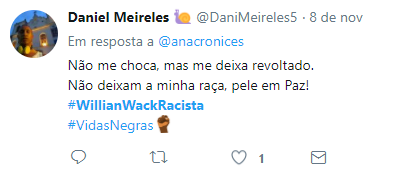 Daniel Meireles 🐌 @DaniMeireles5 · 8 de nov
Em resposta a @anacronices
Não me choca, mas me deixa revoltado.
Não deixam a minha raça, pele em Paz!
#WillianWackRacista
#VidasNegras✊🏾
1